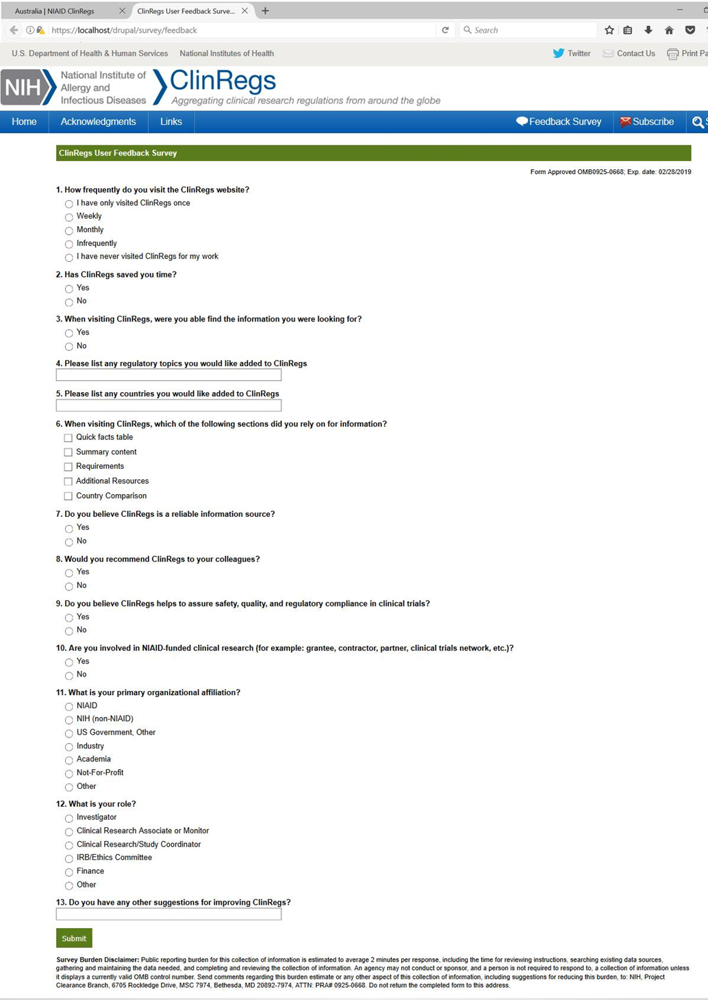 Australia | NIAID ClinRegs
ClinRegs User Feedback Surve...
https://localhost/drupal/survey/feedback
Search
U.S. Department of Health & Human Services National Institutes of Health
Twitter Contact Us Print Pa
NIH
National Institute of
Allergy and
Infectious Diseases
ClinRegs
Aggregating clinical research regulations from around the globe
Home Acknowledgments Links Feedback Survey Subscribe S
ClinRegs User Feedback Survey
Form Approved OMB0925-0668; Exp. date: 02/28/2019
1. How frequently do you visit the ClinRegs website?
I have only visited ClinRegs once
Weekly
Monthly
Infrequently
I have never visited ClinRegs for my work
2. Has ClinRegs saved you time?
Yes
No
3. When visiting ClinRegs, were you able find the information you were looking for?
Yes
No
4. Please list any regulatory topics you would like added to ClinRegs
5. Please list any countries you would like added to ClinRegs
6. When visiting ClinRegs, which of the following sections did you rely on for information?
Quick facts table
Summary content
Requirements
Additional Resources
Country Comparison
7. Do you believe ClinRegs is a reliable information source?
Yes
No
8. Would you recommend ClinRegs to your colleagues?
Yes
No
9. Do you believe ClinRegs helps to assure safety, quality, and regulatory compliance in clinical trials?
Yes
No
10. Are you involved in NIAID-funded clinical research (for example: grantee, contractor, partner, clinical trials network, etc.)?
Yes
No
11. What is your primary organizational affiliation?
NIAID
NIH (non-NIAID)
US Government, Other
Industry
Academia
Not-For-Profit
Other
12. What is your role?
Investigator
Clinical Research Associate or Monitor
Clinical Research/Study Coordinator
IRB/Ethics Committee
Finance
Other
13. Do you have any other suggestions for improving ClinRegs?
Submit
Survey Burden Disclaimer: Public reporting burden for this collection of information is estimated to average 2 minutes per response, including the time for reviewing instructions, searching existing data sources,
gathering and maintaining the data needed, and completing and reviewing the collection of information. An agency may not conduct or sponsor, and a person is not required to respond to, a collection of information unless
it displays a currently valid OMB control number. Send comments regarding this burden estimate or any other aspect of this collection of information, including suggestions for reducing this burden, to: NIH, Project
Clearance Branch, 6705 Rockledge Drive, MSC 7974, Bethesda, MD 20892-7974, ATTN: PRA# 0925-0668. Do not return the completed form to this address.